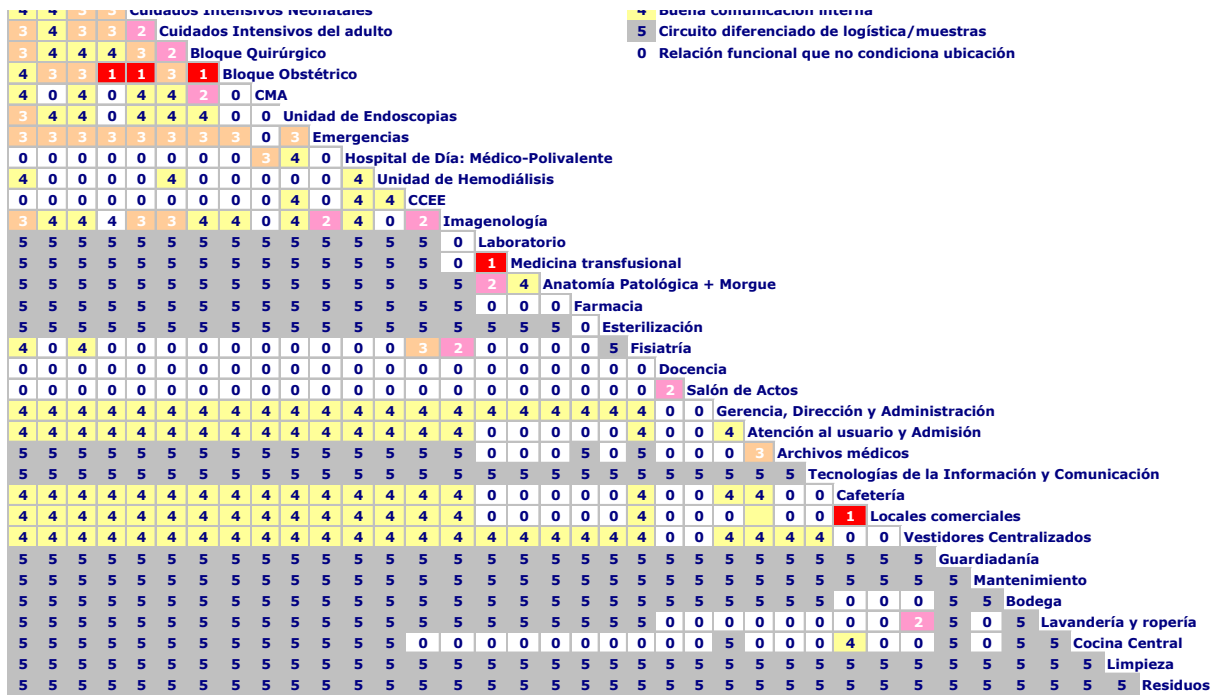 4 4 3 3 Cuidados Intensivos Neonatales
4 Buena comunicación interna
3 4 3 3 2 Cuidados Intensivos del adulto
5 Circuito diferenciado de logística/muestras
3 4 4 4 3 2 Bloque Quirúrgico
0 Relación funcional que no condiciona ubicación
4 3 3 1 1 3 1 Bloque Obstétrico
4 0 4 0 4 4 2 0 CMA
3 4 4 0 4 4 4 0 0 Unidad de Endoscopias
3 3 3 3 3 3 3 3 0 3 Emergencias
0 0 0 0 0 0 0 0 3 4 0 Hospital de Día: Médico-Polivalente
4 0 0 0 0 4 0 0 0 0 0 4 Unidad de Hemodiálisis
0 0 0 0 0 0 0 0 0 4 0 4 4 CCEE
3 4 4 4 3 3 4 4 0 4 2 4 0 2 Imagenología
5 5 5 5 5 5 5 5 5 5 5 5 5 5 0 Laboratorio
5 5 5 5 5 5 5 5 5 5 5 5 5 5 0 1 Medicina transfusional
5 5 5 5 5 5 5 5 5 5 5 5 5 5 5 2 4 Anatomía Patológica + Morgue
5 5 5 5 5 5 5 5 5 5 5 5 5 5 5 0 0 0 Farmacia
5 5 5 5 5 5 5 5 5 5 5 5 5 5 5 5 5 5 0 Esterilización
4 0 4 0 0 0 0 0 0 0 0 0 0 3 2 0 0 0 0 5 Fisiatría
0 0 0 0 0 0 0 0 0 0 0 0 0 0 0 0 0 0 0 0 0 Docencia
0 0 0 0 0 0 0 0 0 0 0 0 0 0 0 0 0 0 0 0 0 2 Salón de Actos
4 4 4 4 4 4 4 4 4 4 4 4 4 4 4 4 4 4 4 4 4 0 0 Gerencia, Dirección y Administración
4 4 4 4 4 4 4 4 4 4 4 4 4 4 4 0 0 0 0 0 4 0 0 4 Atención al usuario y Admisión
5 5 5 5 5 5 5 5 5 5 5 5 5 5 5 0 0 0 5 0 5 0 0 0 3 Archivos médicos
5 5 5 5 5 5 5 5 5 5 5 5 5 5 5 5 5 5 5 5 5 5 5 5 5 5 Tecnologías de la Información y Comunicación
4 4 4 4 4 4 4 4 4 4 4 4 4 4 4 0 0 0 0 0 4 0 0 4 4 0 0 Cafetería
4 4 4 4 4 4 4 4 4 4 4 4 4 4 4 0 0 0 0 0 4 0 0 0 0 0 1 Locales comerciales
4 4 4 4 4 4 4 4 4 4 4 4 4 4 4 4 4 4 4 4 4 0 0 4 4 4 4 0 0 Vestidores Centralizados
5 5 5 5 5 5 5 5 5 5 5 5 5 5 5 5 5 5 5 5 5 5 5 5 5 5 5 5 5 5 Guardiadanía
5 5 5 5 5 5 5 5 5 5 5 5 5 5 5 5 5 5 5 5 5 5 5 5 5 5 5 5 5 5 5 Mantenimiento
5 5 5 5 5 5 5 5 5 5 5 5 5 5 5 5 5 5 5 5 5 5 5 5 5 5 5 0 0 0 5 5 Bodega
5 5 5 5 5 5 5 5 5 5 5 5 5 5 5 5 5 5 5 5 5 0 0 0 0 0 0 0 0 2 5 0 5 Lavandería y ropería
5 5 5 5 5 5 5 5 5 5 5 5 5 0 0 0 0 0 0 0 0 0 0 5 0 0 0 4 0 0 5 0 5 5 Cocina Central
5 5 5 5 5 5 5 5 5 5 5 5 5 5 5 5 5 5 5 5 5 5 5 5 5 5 5 5 5 5 5 5 5 5 5 Limpieza
5 5 5 5 5 5 5 5 5 5 5 5 5 5 5 5 5 5 5 5 5 5 5 5 5 5 5 5 5 5 5 5 5 5 5 5 Residuos